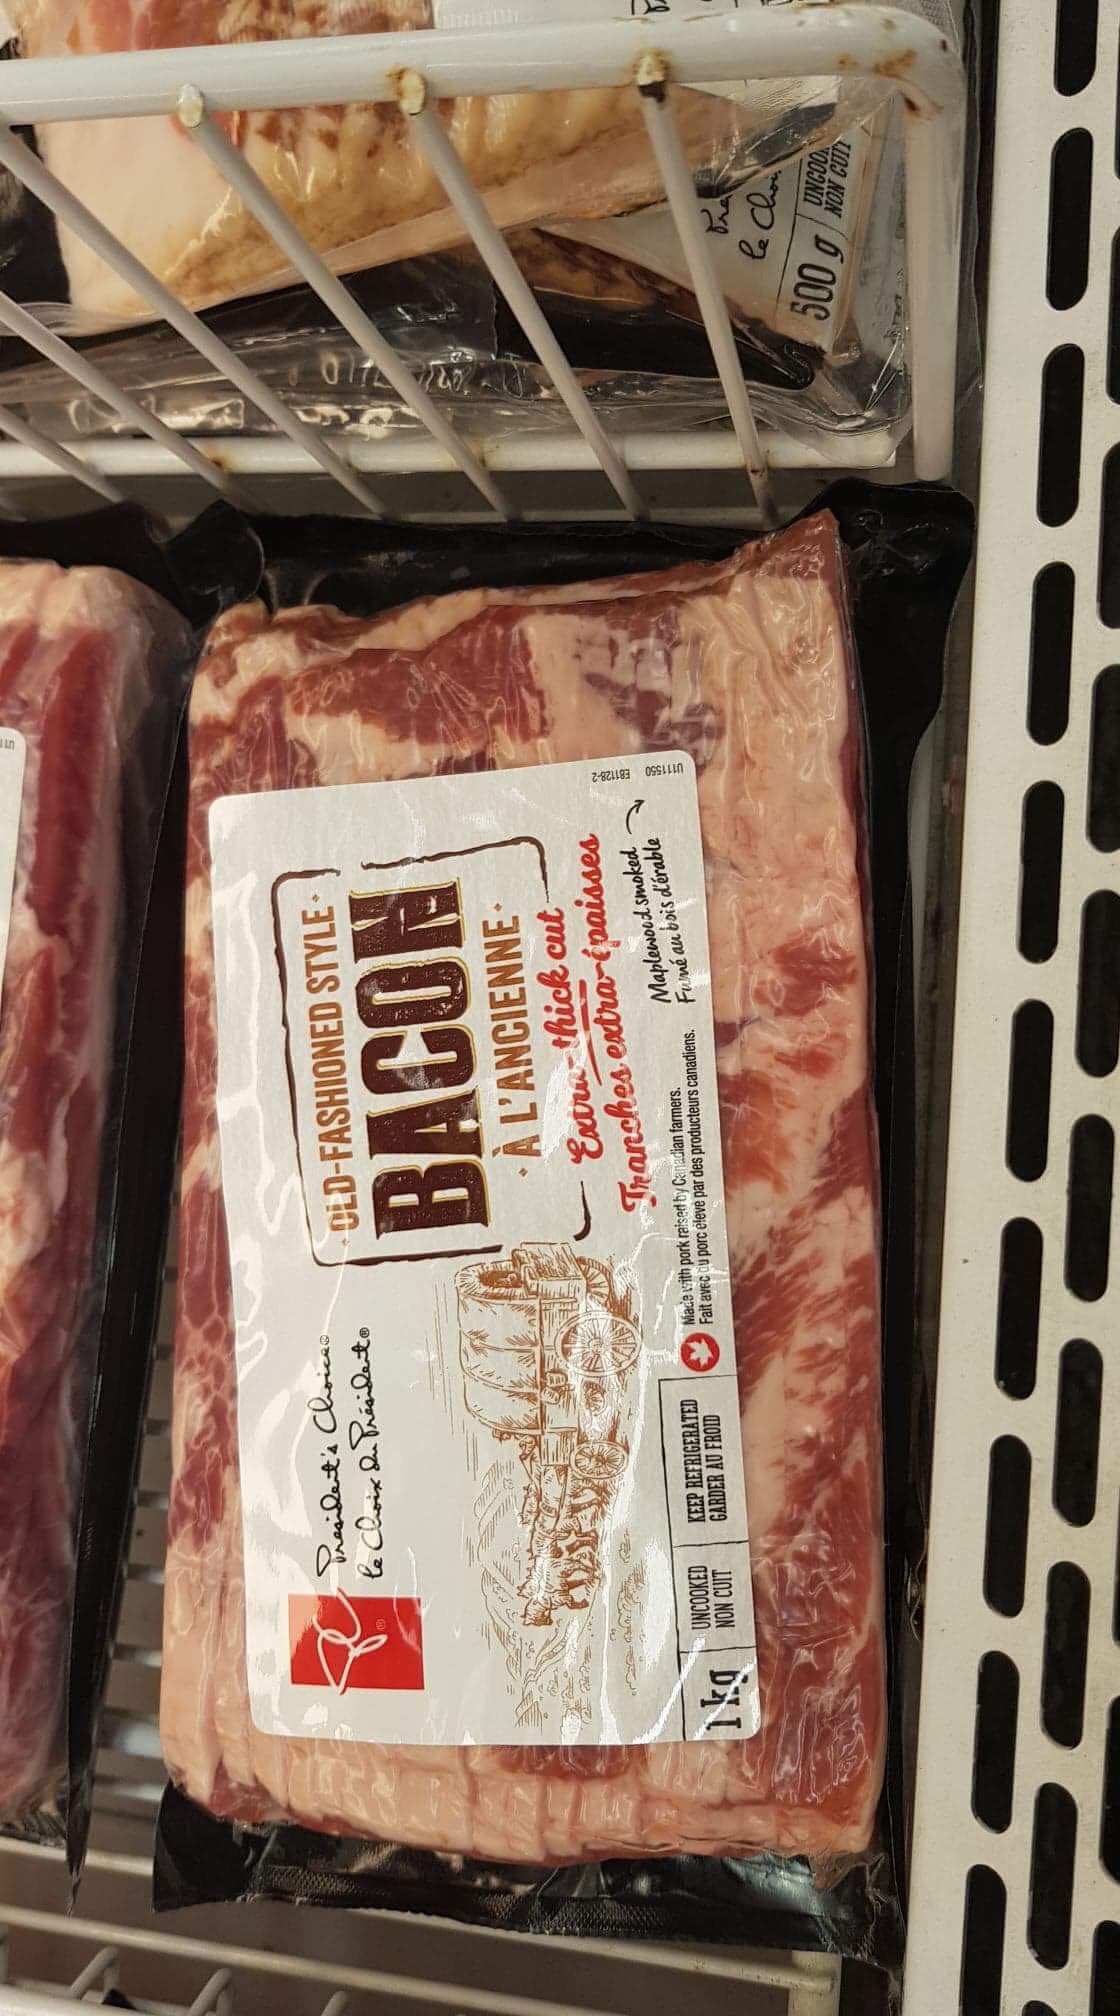 President's Choice®
le Choix du Président®
OLD-FASHIONED STYLE
BACON
À L'ANCIENNE
Extra-thick cut
Tranches extra-épaisses
Maplewood smoked
Fumé au bois d'érable
Made with pork raised by Canadian farmers.
Fait avec du porc élevé par des producteurs canadiens.
1 kg
UNCOOKED
NON CUIT
KEEP REFRIGERATED
GARDER AU FROID
E81128-2
U111550
le
500 g
NON CUIT